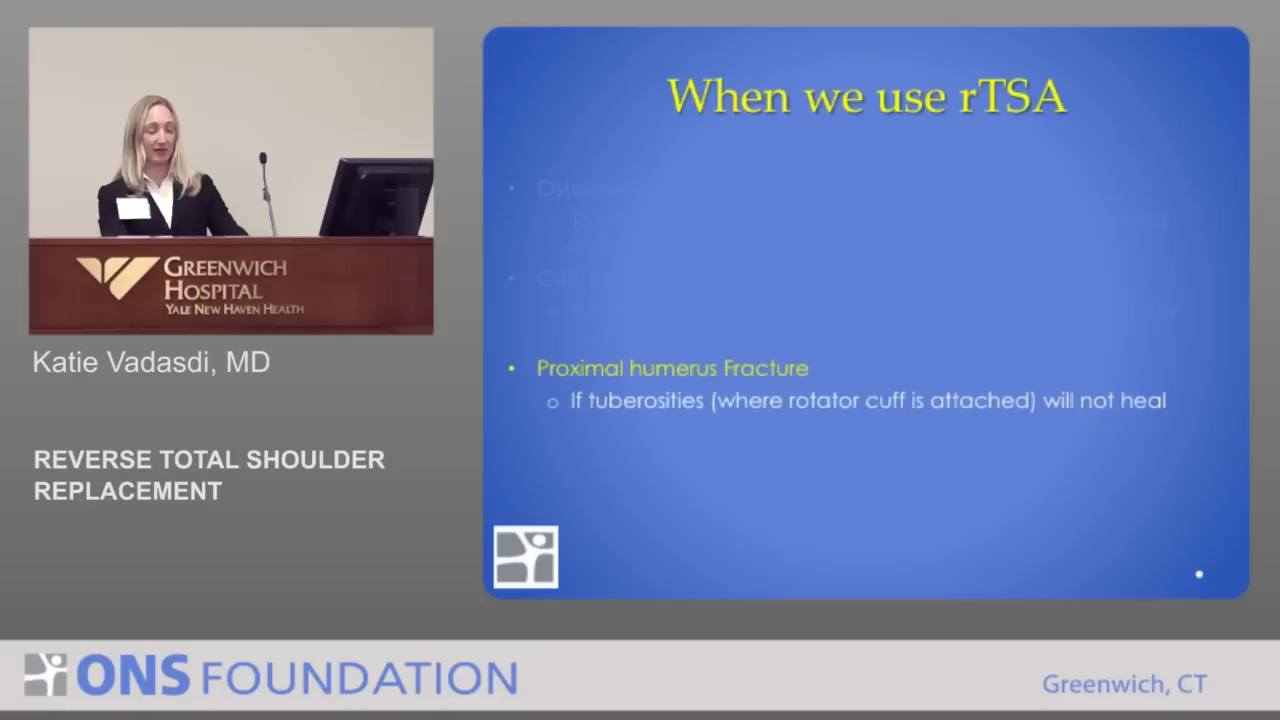 When we use rTSA
• Proximal humerus Fracture
o If tuberosities (where rotator cuff is attached) will not heal
GREENWICH
HOSPITAL
YALE NEW HAVEN HEALTH
Katie Vadasdi, MD
REVERSE TOTAL SHOULDER
REPLACEMENT
ONS FOUNDATION
Greenwich, CT